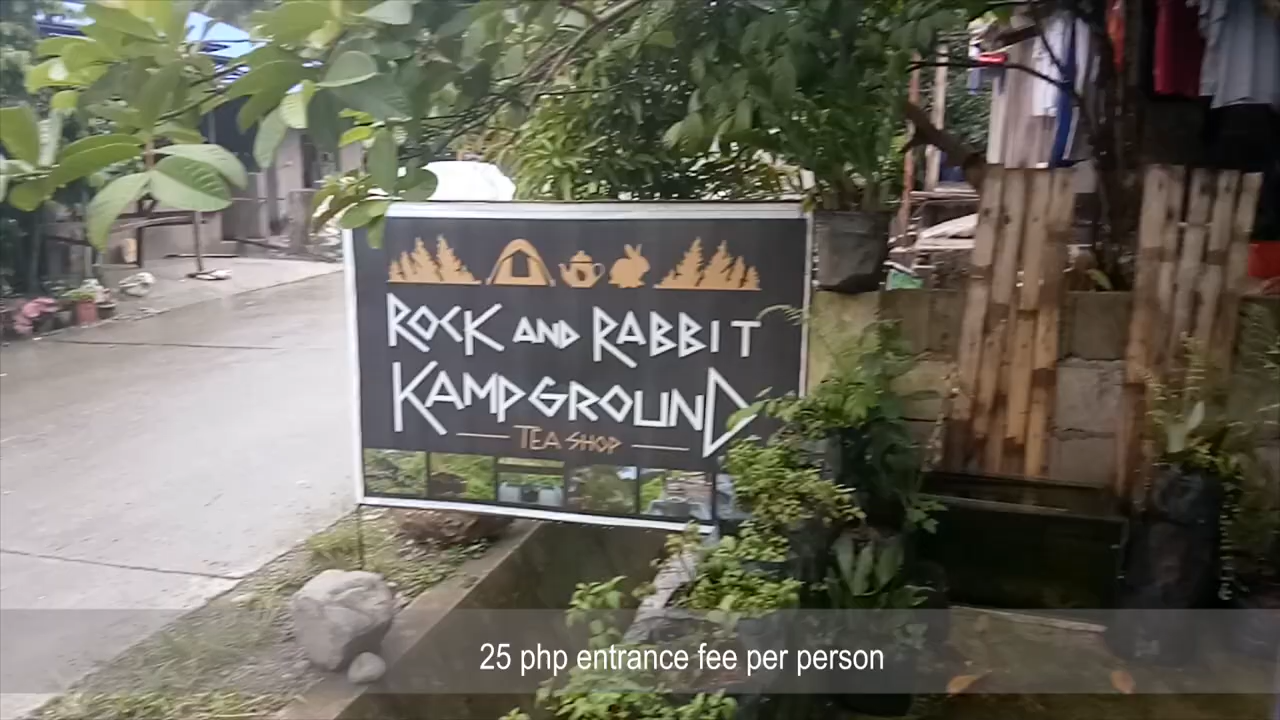 ROCK AND RABBIT
KAMPGROUND
TEA SHOP
25 php entrance fee per person